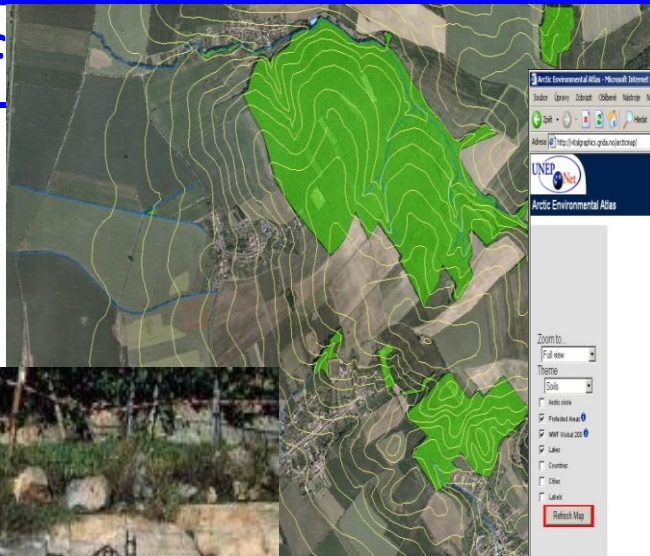 Arctic Environmental Atlas - Microsoft Internet
Soubor Úpravy Zobrazit Oblíbené Nástroje
Zpět Hledat
Adresa http://vitalgraphics.grida.no/arcticmap/
UNEP
Net
Arctic Environmental Atlas
Zoom to...
Full view
Theme
Soils
Arctic circle
Protected Areas
WWF Global 200
Lakes
Countries
Cities
Labels
Refresh Map